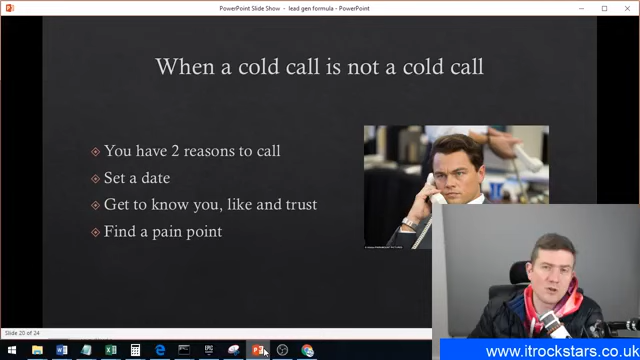 PowerPoint Slide Show - lead gen formula - PowerPoint
When a cold call is not a cold call
You have 2 reasons to call
Set a date
Get to know you, like and trust
Find a pain point
Slide 20 of 24
www.itrockstars.co.uk